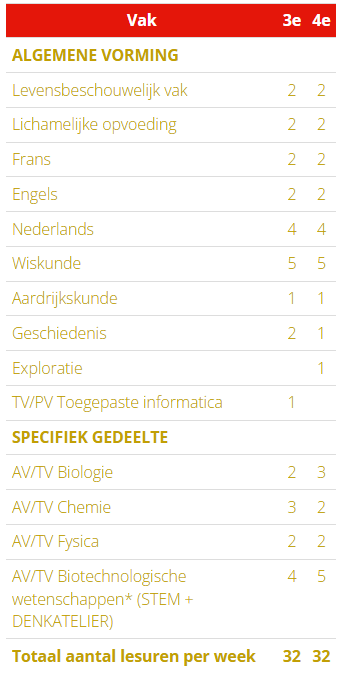 Vak 3e 4e
ALGEMENE VORMING
Levensbeschouwelijk vak 2 2
Lichamelijke opvoeding 2 2
Frans 2 2
Engels 2 2
Nederlands 4 4
Wiskunde 5 5
Aardrijkskunde 1 1
Geschiedenis 2 1
Exploratie 1
TV/PV Toegepaste informatica 1
SPECIFIEK GEDEELTE
AV/TV Biologie 2 3
AV/TV Chemie 3 2
AV/TV Fysica 2 2
AV/TV Biotechnologische 4 5
wetenschappen* (STEM +
DENKATELIER)
Totaal aantal lesuren per week 32 32